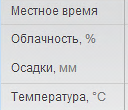 Местное время
Облачность, %
Осадки, мм
Температура, °C